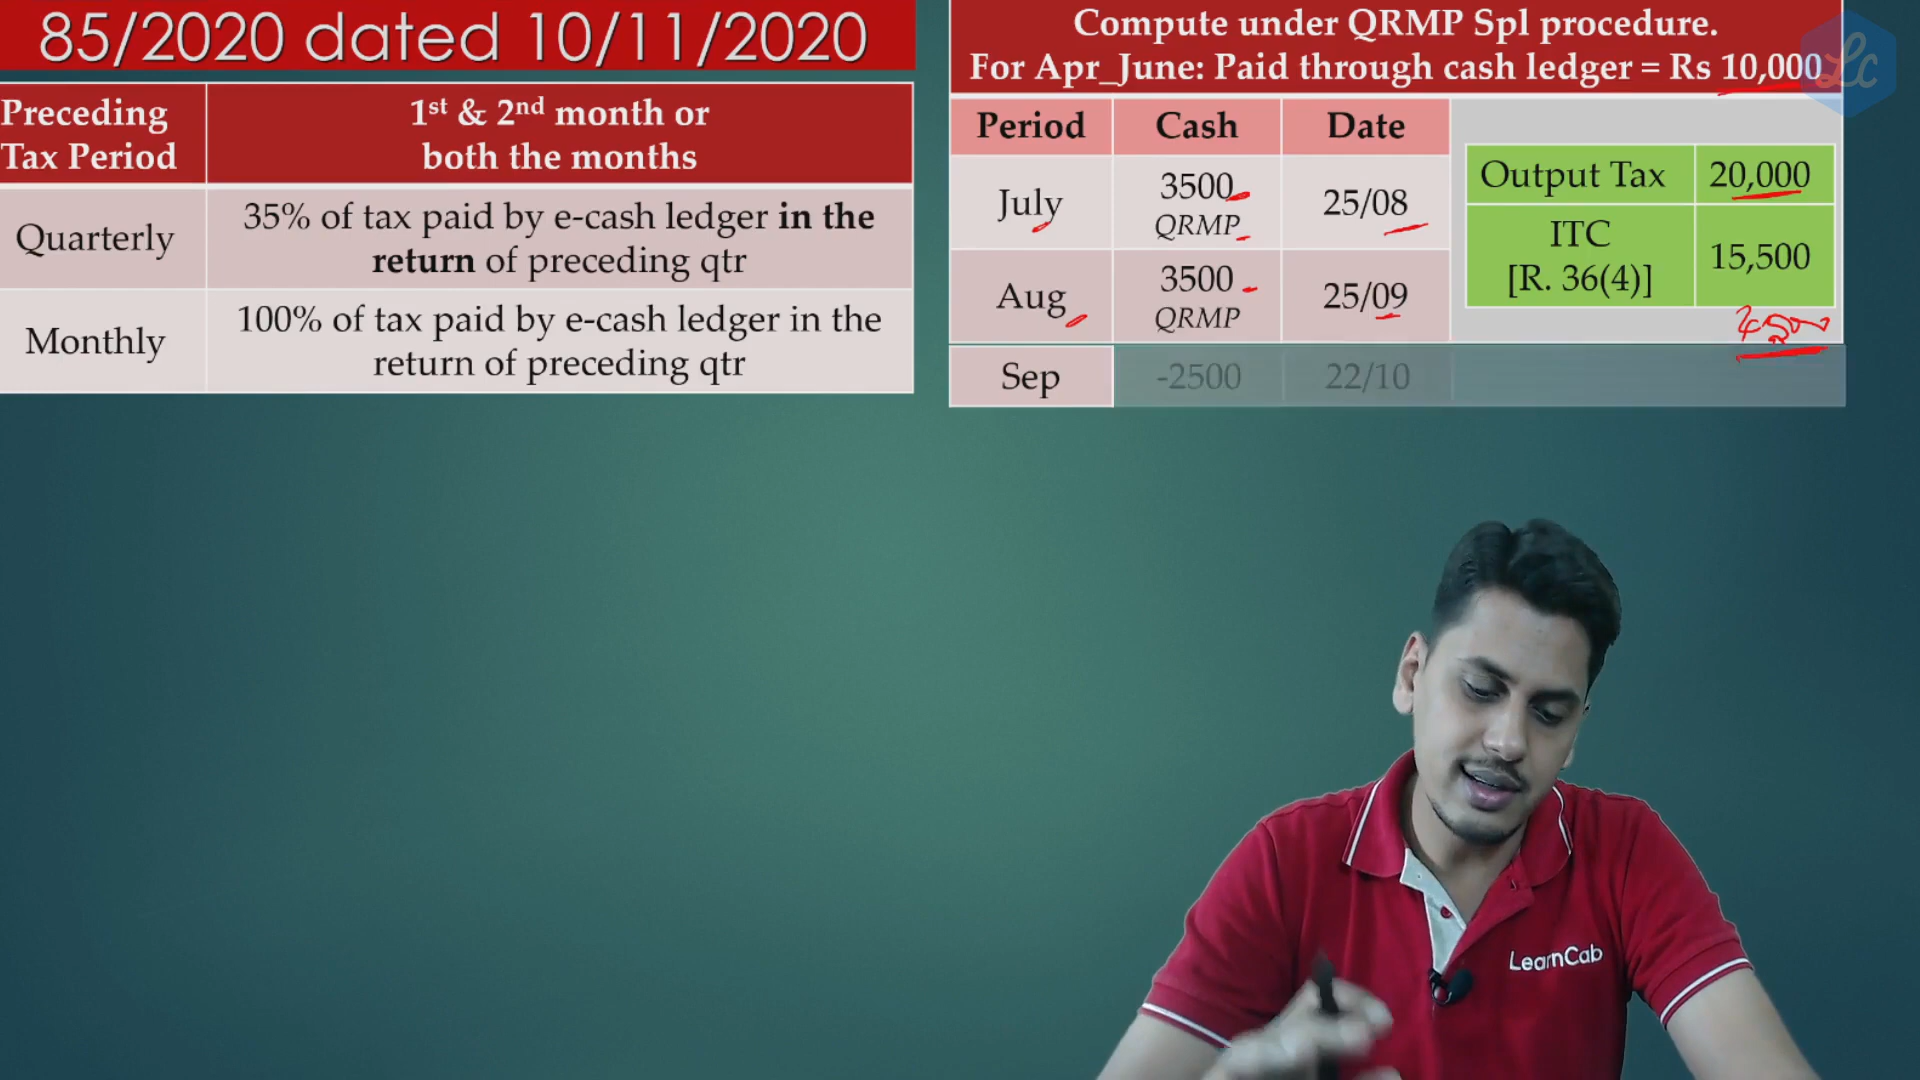 85/2020 dated 10/11/2020
Preceding
Tax Period
1st & 2nd month or
both the months
Quarterly
35% of tax paid by e-cash ledger in the
return of preceding qtr
Monthly
100% of tax paid by e-cash ledger in the
return of preceding qtr
Compute under QRMP Spl procedure.
For Apr_June: Paid through cash ledger = Rs 10,000
Lc
Period
Cash
Date
July
3500
QRMP
25/08
Aug
3500
QRMP
25/09
Sep
-2500
22/10
Output Tax
20,000
ITC
[R. 36(4)]
15,500
4500
LearnCab